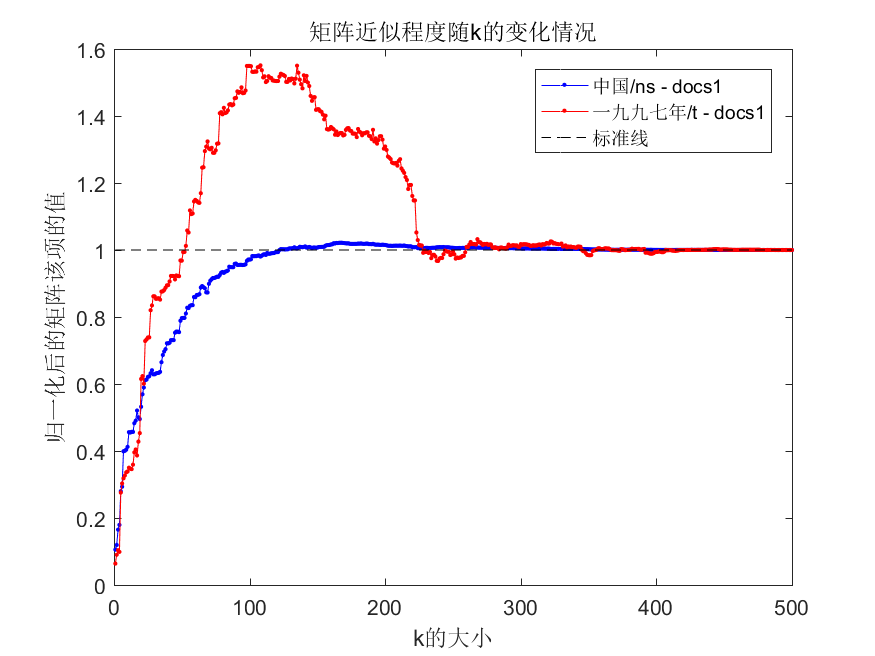 矩阵近似程度随k的变化情况
中国/ns - docs1
一九九七年/t - docs1
标准线
归一化后的矩阵该项的值
1.6
1.4
1.2
1
0.8
0.6
0.4
0.2
0
0 100 200 300 400 500
k的大小